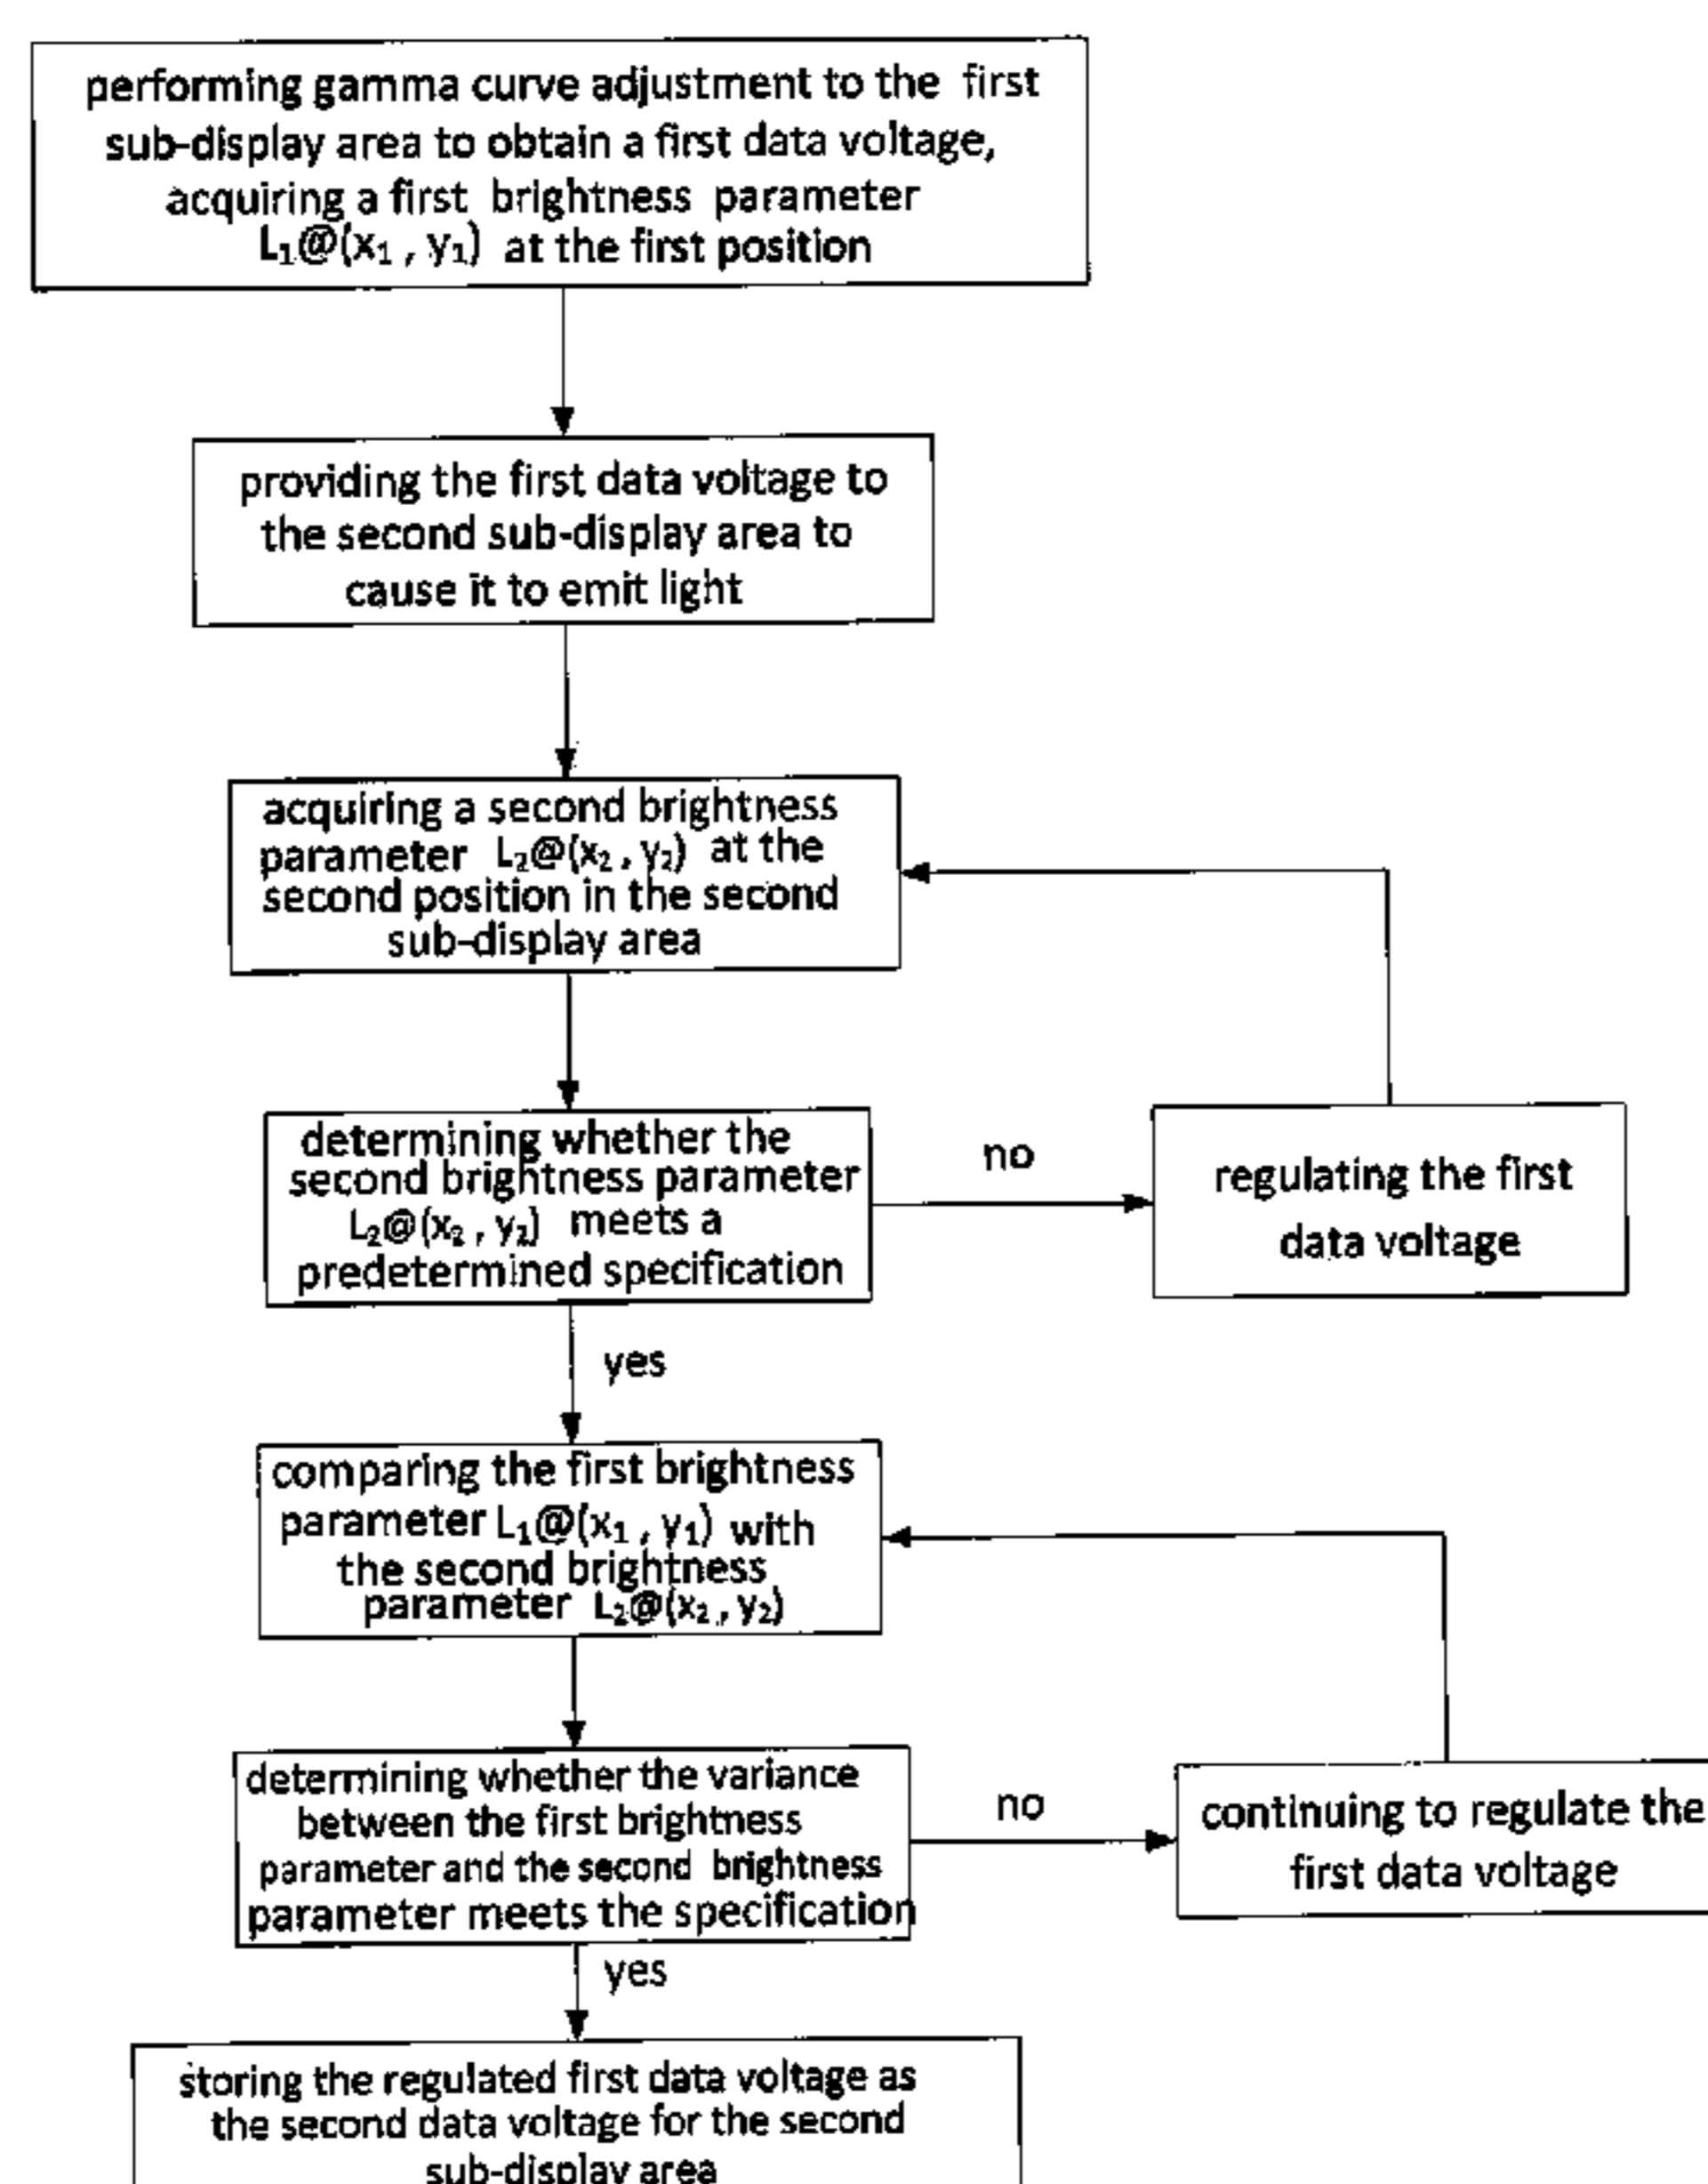 performing gamma curve adjustment to the first
sub-display area to obtain a first data voltage,
acquiring a first brightness parameter
L₁@(x₁ , y₁) at the first position
providing the first data voltage to
the second sub-display area to
cause it to emit light
acquiring a second brightness
parameter L₂@(x₂ , y₂) at the
second position in the second
sub-display area
determining whether the
second brightness parameter
L₂@(x₂ , y₂) meets a
predetermined specification
no
regulating the first
data voltage
yes
comparing the first brightness
parameter L₁@(x₁ , y₁) with
the second brightness
parameter L₂@(x₂ , y₂)
determining whether the variance
between the first brightness
parameter and the second brightness
parameter meets the specification
no
continuing to regulate the
first data voltage
yes
storing the regulated first data voltage as
the second data voltage for the second
sub-display area